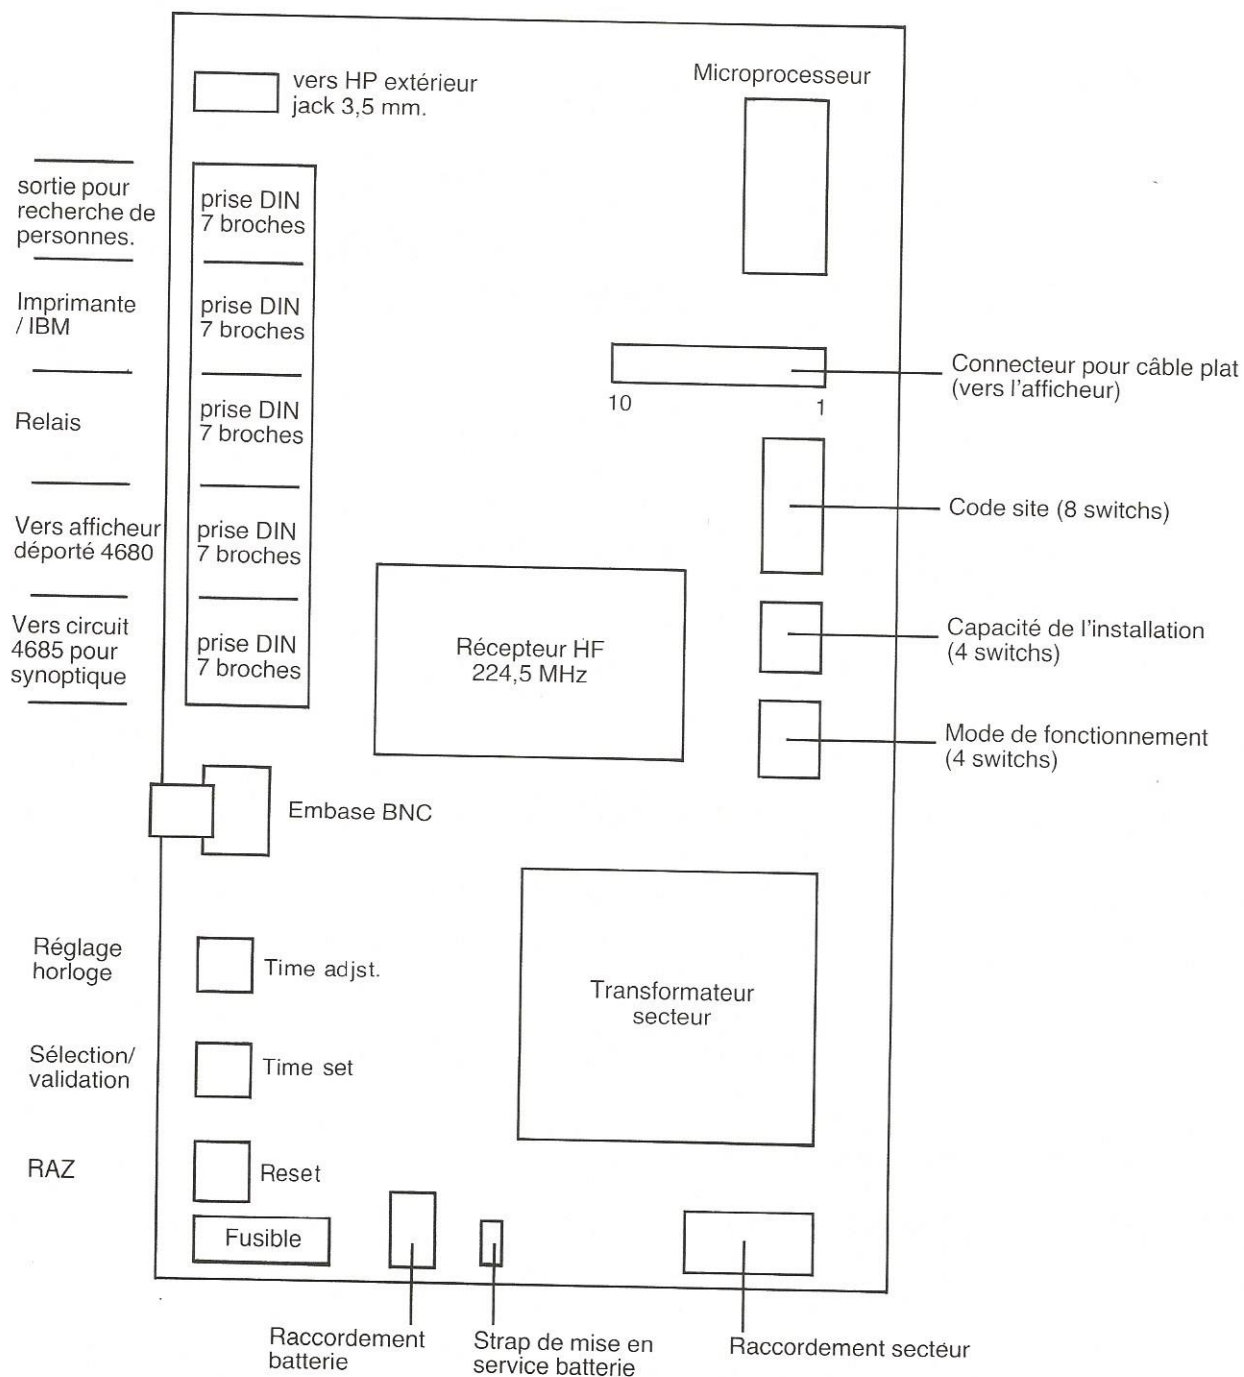 vers HP extérieur
jack 3,5 mm.
Microprocesseur
sortie pour
recherche de
personnes.
prise DIN
7 broches
Imprimante
/ IBM
prise DIN
7 broches
Connecteur pour câble plat
(vers l'afficheur)
10
1
Relais
prise DIN
7 broches
Code site (8 switchs)
Vers afficheur
déporté 4680
prise DIN
7 broches
Vers circuit
4685 pour
synoptique
prise DIN
7 broches
Récepteur HF
224,5 MHz
Capacité de l'installation
(4 switchs)
Mode de fonctionnement
(4 switchs)
Embase BNC
Réglage
horloge
Time adjst.
Transformateur
secteur
Sélection/
validation
Time set
RAZ
Reset
Fusible
Raccordement
batterie
Strap de mise en
service batterie
Raccordement sectéur